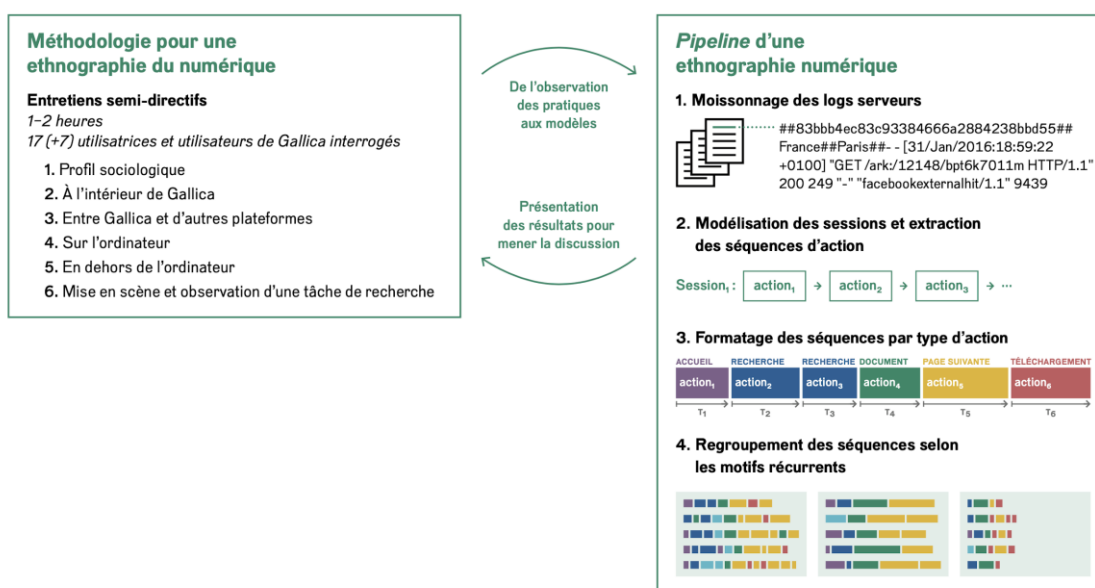 Méthodologie pour une
ethnographie du numérique
Entretiens semi-directifs
1–2 heures
17 (+7) utilisatrices et utilisateurs de Gallica interrogés
1. Profil sociologique
2. À l'intérieur de Gallica
3. Entre Gallica et d'autres plateformes
4. Sur l'ordinateur
5. En dehors de l'ordinateur
6. Mise en scène et observation d'une tâche de recherche
De l'observation
des pratiques
aux modèles
Présentation
des résultats pour
mener la discussion
Pipeline d'une
ethnographie numérique
1. Moissonnage des logs serveurs
##83bbb4ec83c93384666a2884238bbd55##
France##Paris##- - [31/Jan/2016:18:59:22
+0100] "GET /ark:/12148/bpt6k7011m HTTP/1.1"
200 249 "-" "facebookexternalhit/1.1" 9439
2. Modélisation des sessions et extraction
des séquences d'action
Session₁ : action₁ → action₂ → action₃ → ...
3. Formatage des séquences par type d'action
ACCUEIL RECHERCHE RECHERCHE DOCUMENT PAGE SUIVANTE TÉLÉCHARGEMENT
action₁ action₂ action₃ action₄ action₅ action₆
T₁ T₂ T₃ T₄ T₅ T₆
4. Regroupement des séquences selon
les motifs récurrents